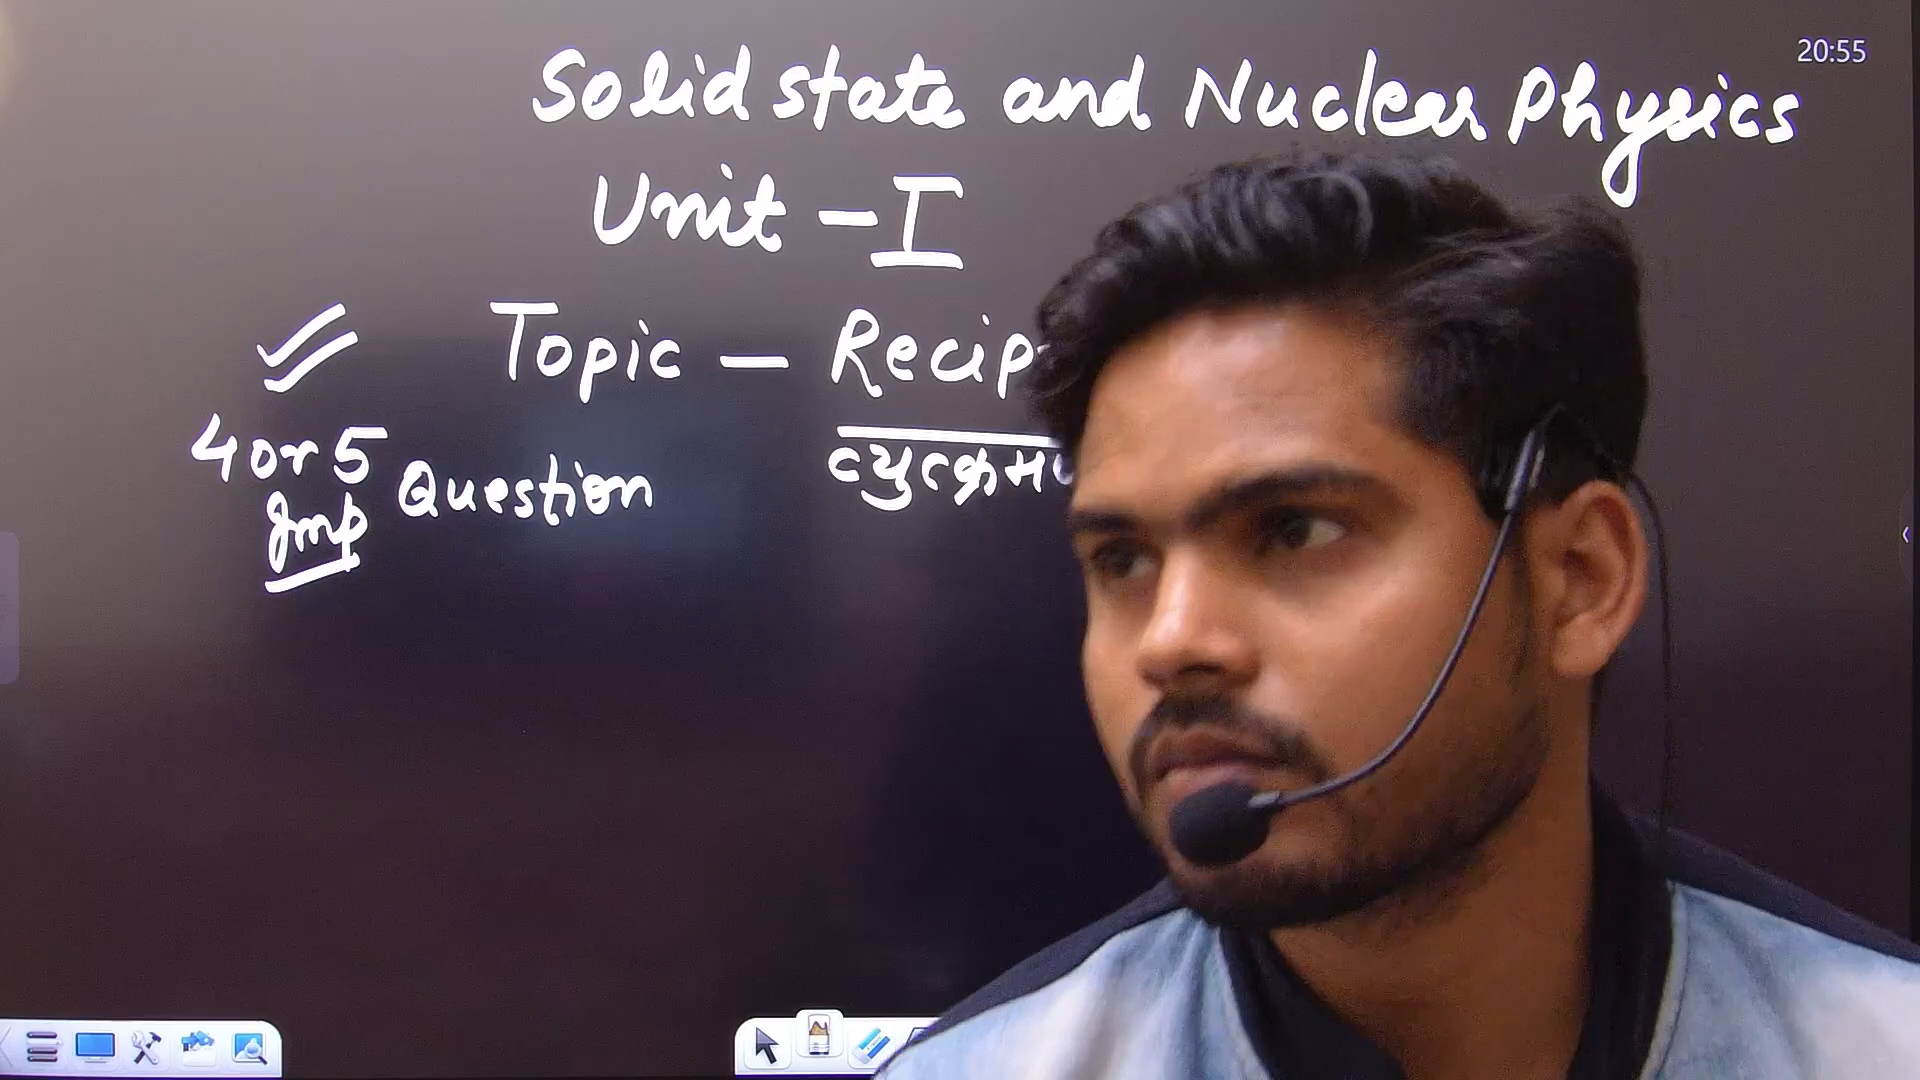 20:55
Solid state and Nuclear Physics
Unit - I
Topic - Recip
4 or 5
Imp Question